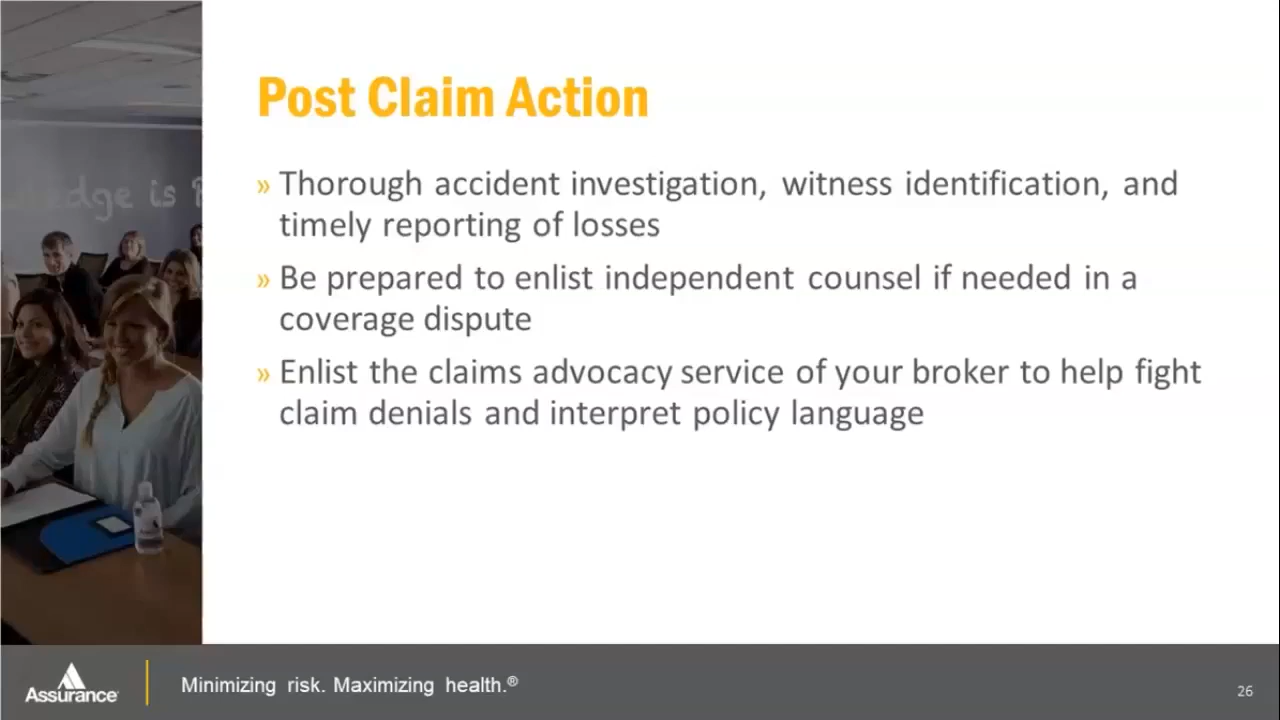 Post Claim Action
» Thorough accident investigation, witness identification, and
timely reporting of losses
» Be prepared to enlist independent counsel if needed in a
coverage dispute
» Enlist the claims advocacy service of your broker to help fight
claim denials and interpret policy language
edge is
Assurance
Minimizing risk. Maximizing health.®
26